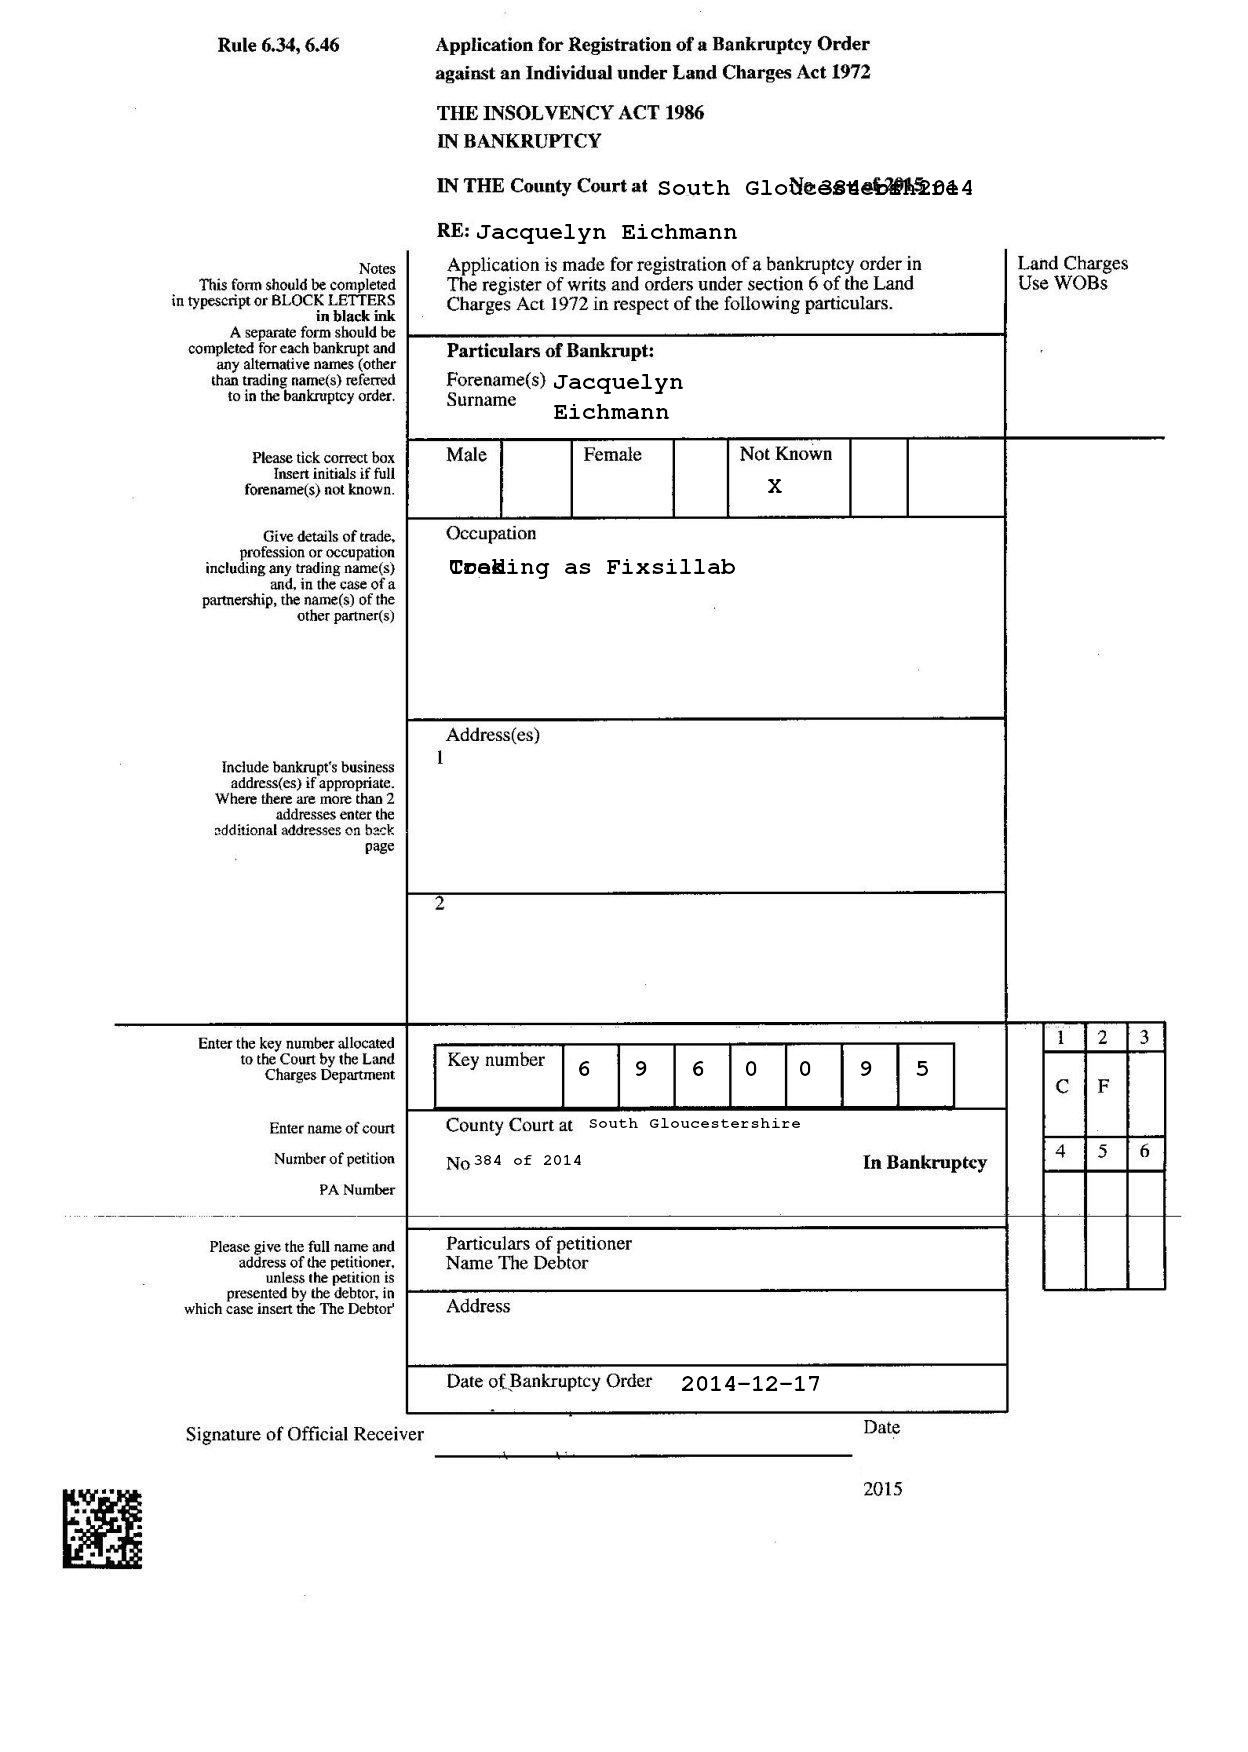 Rule 6.34, 6.46
Application for Registration of a Bankruptcy Order
against an Individual under Land Charges Act 1972
THE INSOLVENCY ACT 1986
IN BANKRUPTCY
IN THE County Court at South Gloucestershire
RE: Jacquelyn Eichmann
Notes
This form should be completed
in typescript or BLOCK LETTERS
in black ink
A separate form should be
completed for each bankrupt and
any alternative names (other
than trading name(s) referred
to in the bankruptcy order.
Application is made for registration of a bankruptcy order in
The register of writs and orders under section 6 of the Land
Charges Act 1972 in respect of the following particulars.
Land Charges
Use WOBs
Particulars of Bankrupt:
Forename(s) Jacquelyn
Surname
Eichmann
Please tick correct box
Insert initials if full
forename(s) not known.
Male
Female
Not Known
X
Give details of trade,
profession or occupation
including any trading name(s)
and, in the case of a
partnership, the name(s) of the
other partner(s)
Occupation
Trading as Fixsillab
Include bankrupt's business
address(es) if appropriate.
Where there are more than 2
addresses enter the
additional addresses on back
page
Address(es)
1
2
Enter the key number allocated
to the Court by the Land
Charges Department
Key number 6 9 6 0 0 9 5
1 2 3
C F
Enter name of court
County Court at South Gloucestershire
Number of petition
No 384 of 2014
In Bankruptcy
4 5 6
PA Number
Please give the full name and
address of the petitioner,
unless the petition is
presented by the debtor, in
which case insert the The Debtor'
Particulars of petitioner
Name The Debtor
Address
Date of Bankruptcy Order 2014-12-17
Signature of Official Receiver
Date
2015